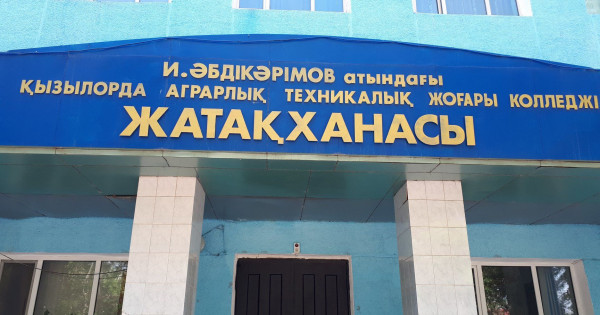 И.ӘБДІКӘРІМОВ атындағы
ҚЫЗЫЛОРДА АГРАРЛЫҚ ТЕХНИКАЛЫҚ ЖОҒАРЫ КОЛЛЕДЖІ
ЖАТАҚХАНАСЫ